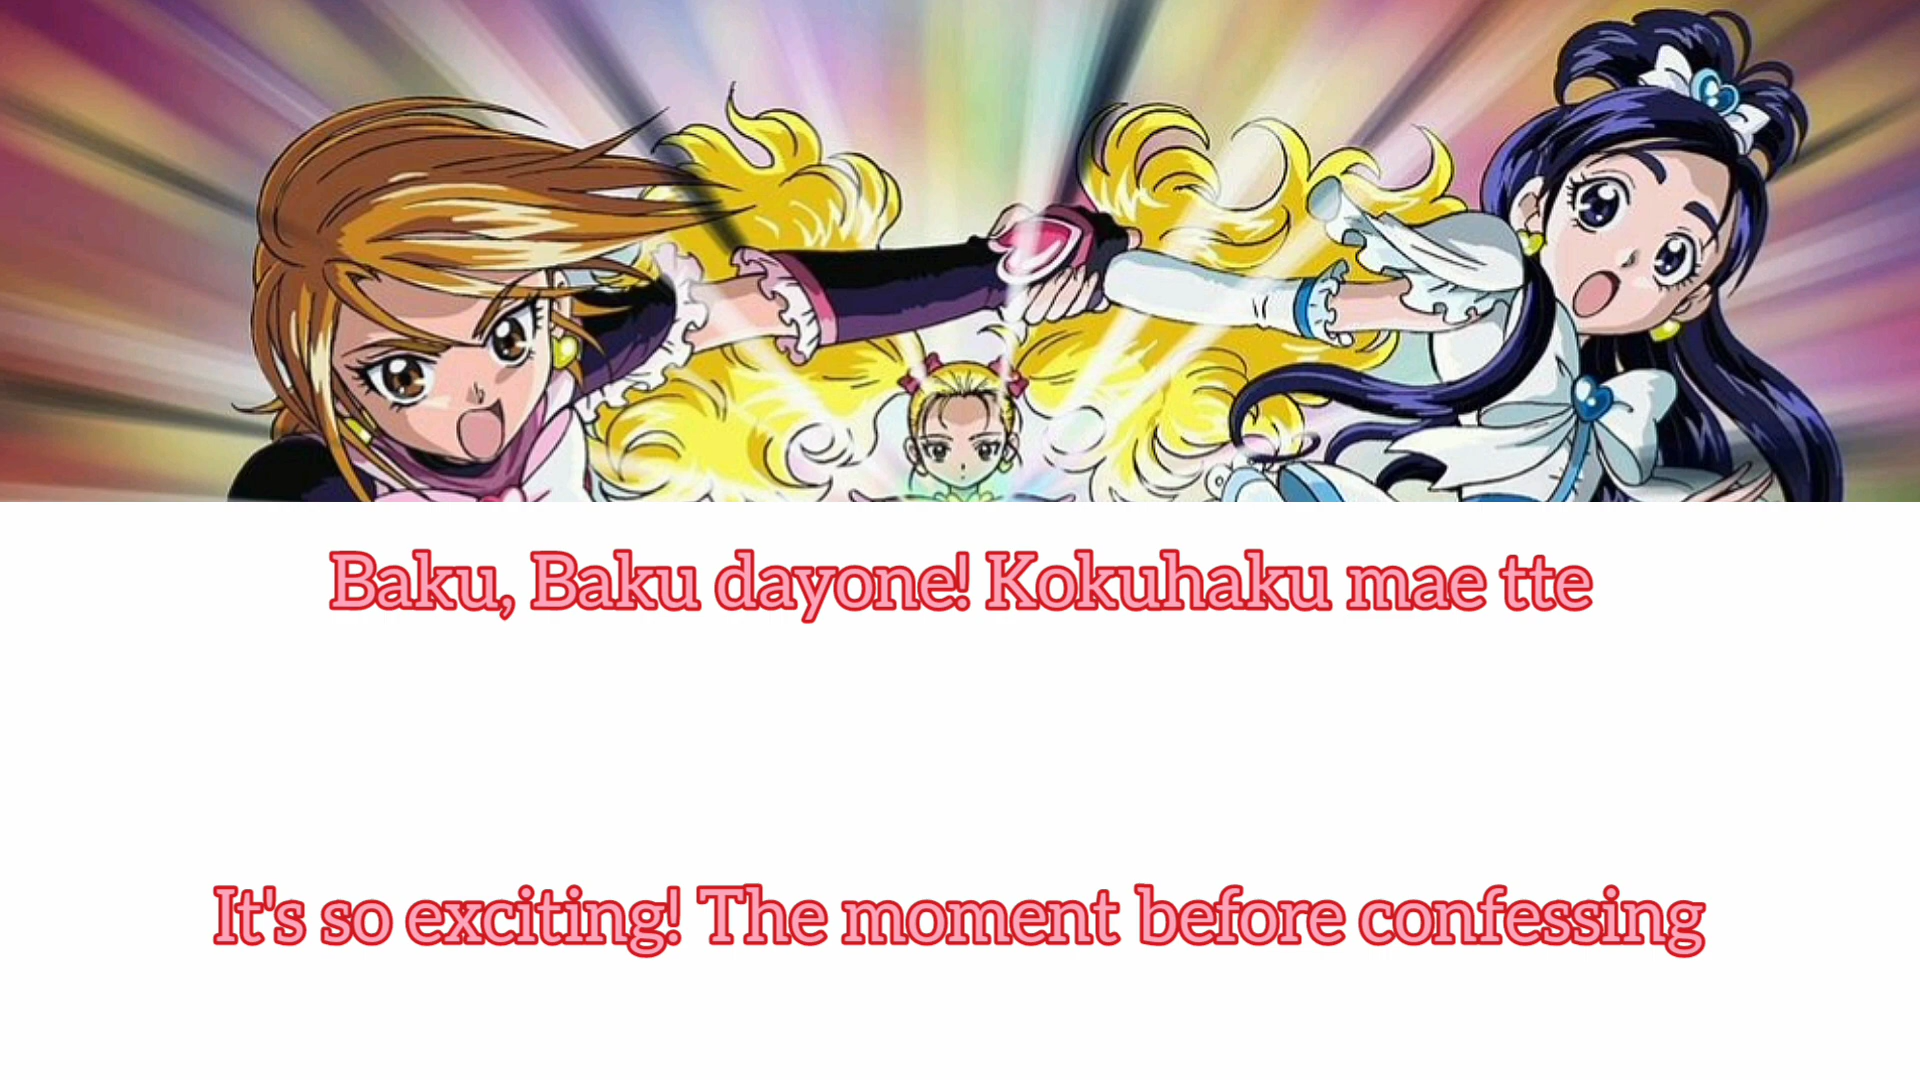 Baku, Baku dayone! Kokuhaku mae tte
It's so exciting! The moment before confessing